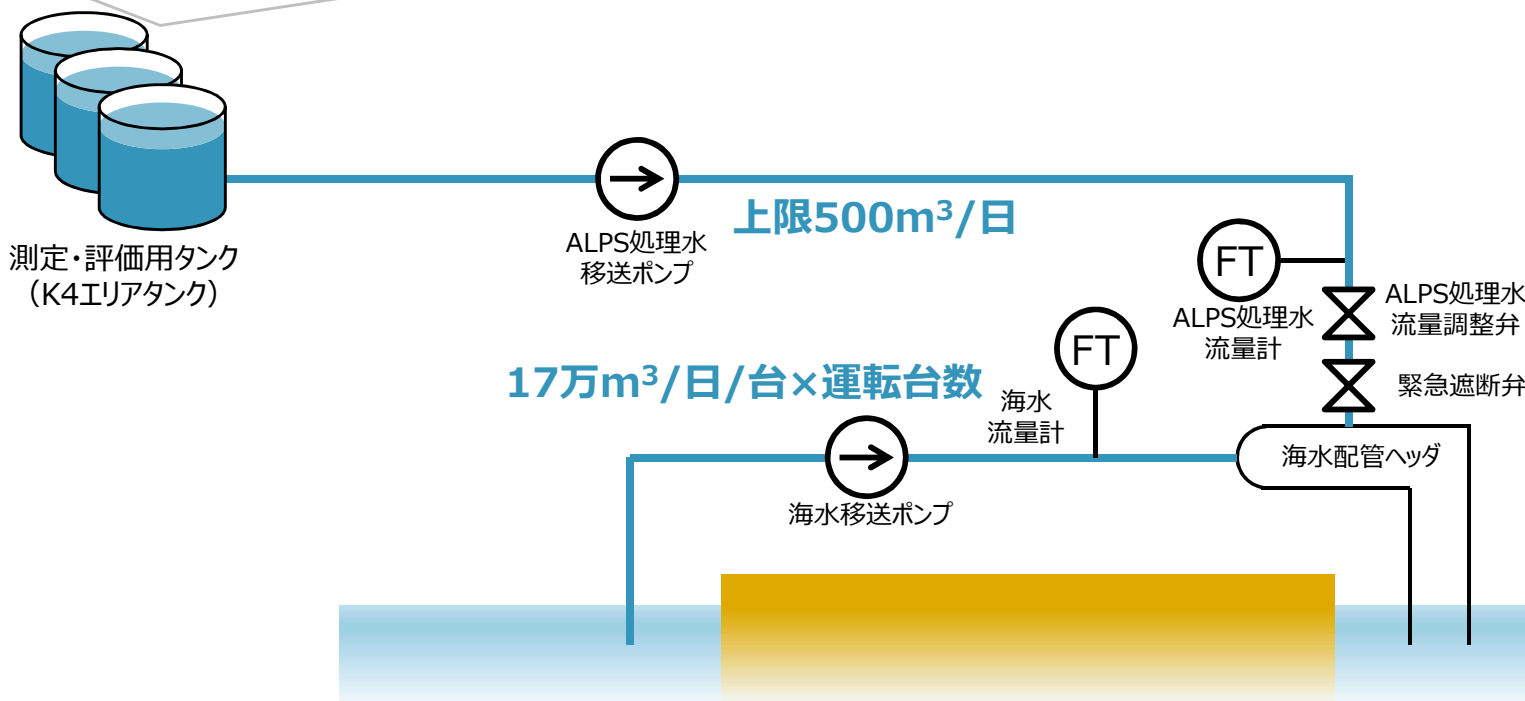 測定・評価用タンク
（K4エリアタンク）
ALPS処理水
移送ポンプ
上限500m³/日
FT
ALPS処理水
流量計
ALPS処理水
流量調整弁
緊急遮断弁
17万m³/日/台×運転台数
FT
海水
流量計
海水移送ポンプ
海水配管ヘッダ